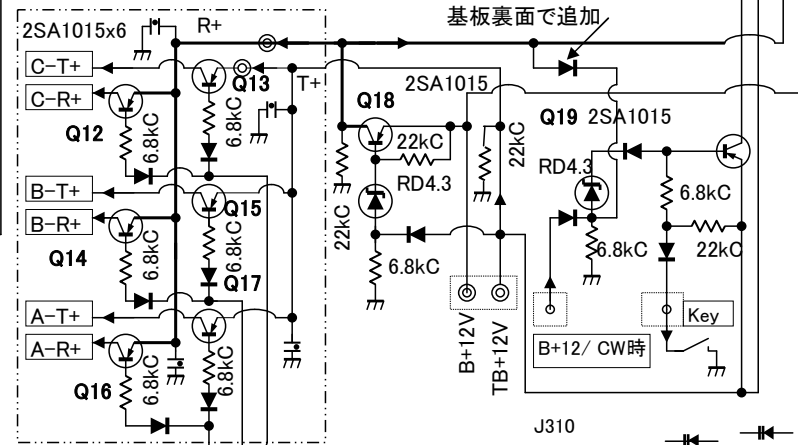 基板裏面で追加
2SA1015x6
R+
C-T+
Q13
T+
2SA1015
C-R+
Q18
Q19 2SA1015
Q12
6.8kC
6.8kC
22kC
22kC
RD4.3
RD4.3
B-T+
Q15
6.8kC
B-R+
22kC
6.8kC
22kC
Q14
6.8kC
6.8kC
Q17
6.8kC
A-T+
B+12V
TB+12V
Key
A-R+
B+12/ CW時
Q16
6.8kC
6.8kC
J310